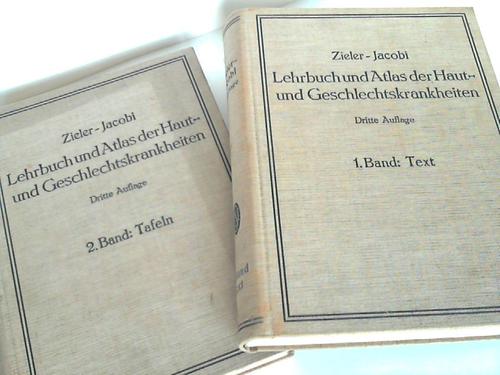 Zieler-Jacobi
Lehrbuch und Atlas der Haut-
und Geschlechtskrankheiten
Dritte Auflage
2. Band: Tafeln
Zieler-Jacobi
Lehrbuch und Atlas der Haut-
und Geschlechtskrankheiten
Dritte Auflage
1. Band: Text